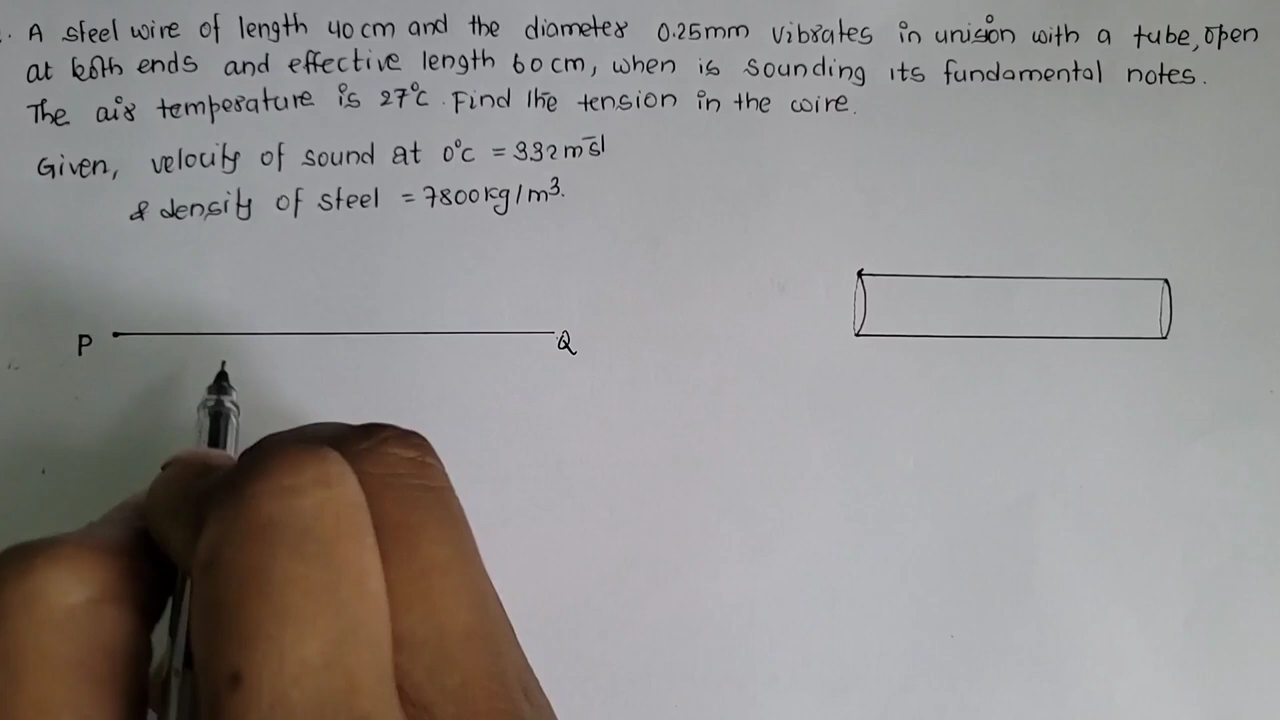 . A steel wire of length 40 cm and the diameter 0.25mm vibrates in unison with a tube, open
at both ends and effective length 60 cm, when is sounding its fundamental notes.
The air temperature is 27°c. Find the tension in the wire.
Given, velocity of sound at 0°c = 332 ms⁻¹
& density of steel = 7800 kg/m³.
P Q